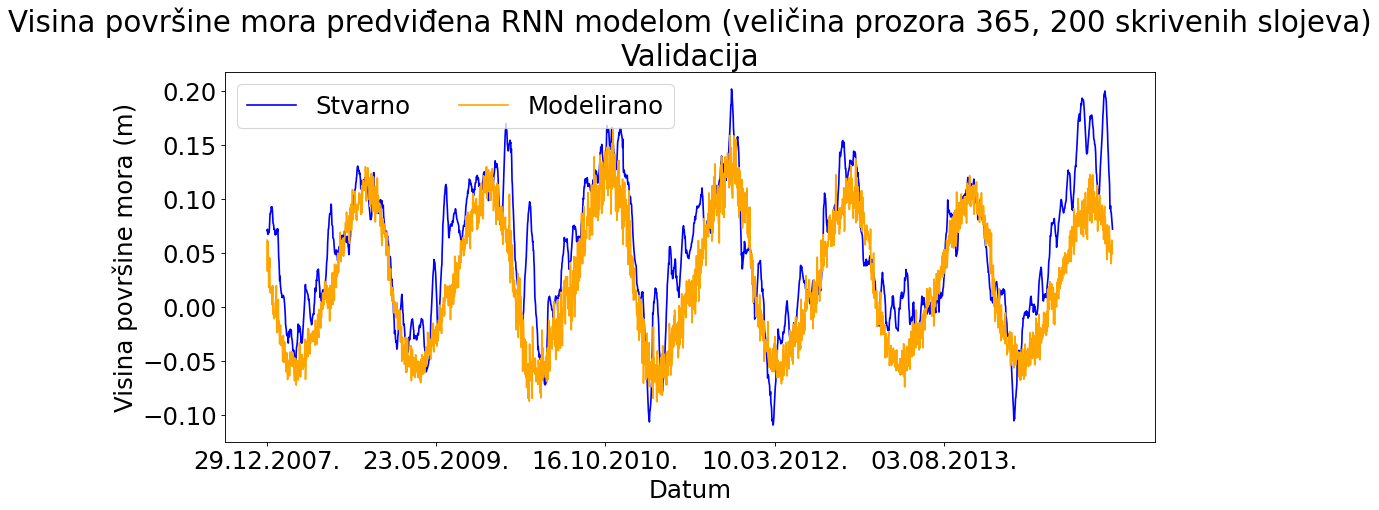 Visina površine mora predviđena RNN modelom (veličina prozora 365, 200 skrivenih slojeva)
Validacija
Stvarno
Modelirano
Visina površine mora (m)
0.20
0.15
0.10
0.05
0.00
−0.05
−0.10
29.12.2007.
23.05.2009.
16.10.2010.
10.03.2012.
03.08.2013.
Datum